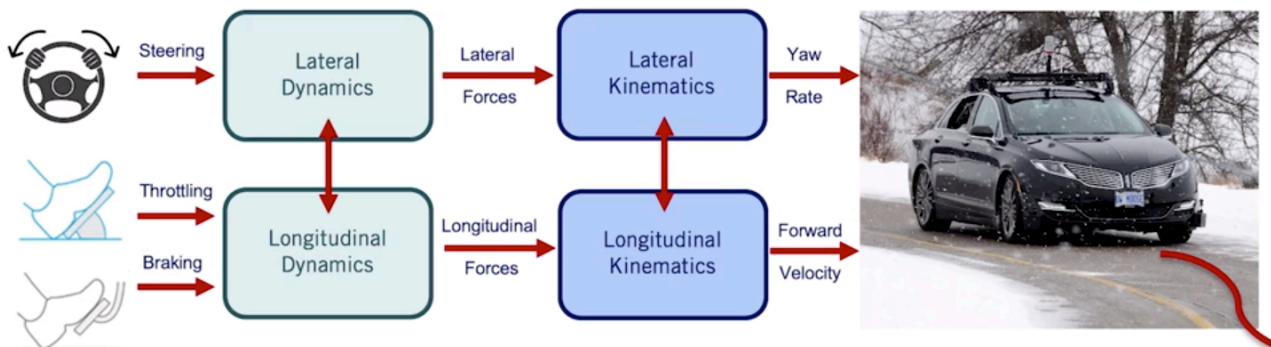 Steering
Lateral
Dynamics
Lateral
Forces
Lateral
Kinematics
Yaw
Rate
Throttling
Braking
Longitudinal
Dynamics
Longitudinal
Forces
Longitudinal
Kinematics
Forward
Velocity